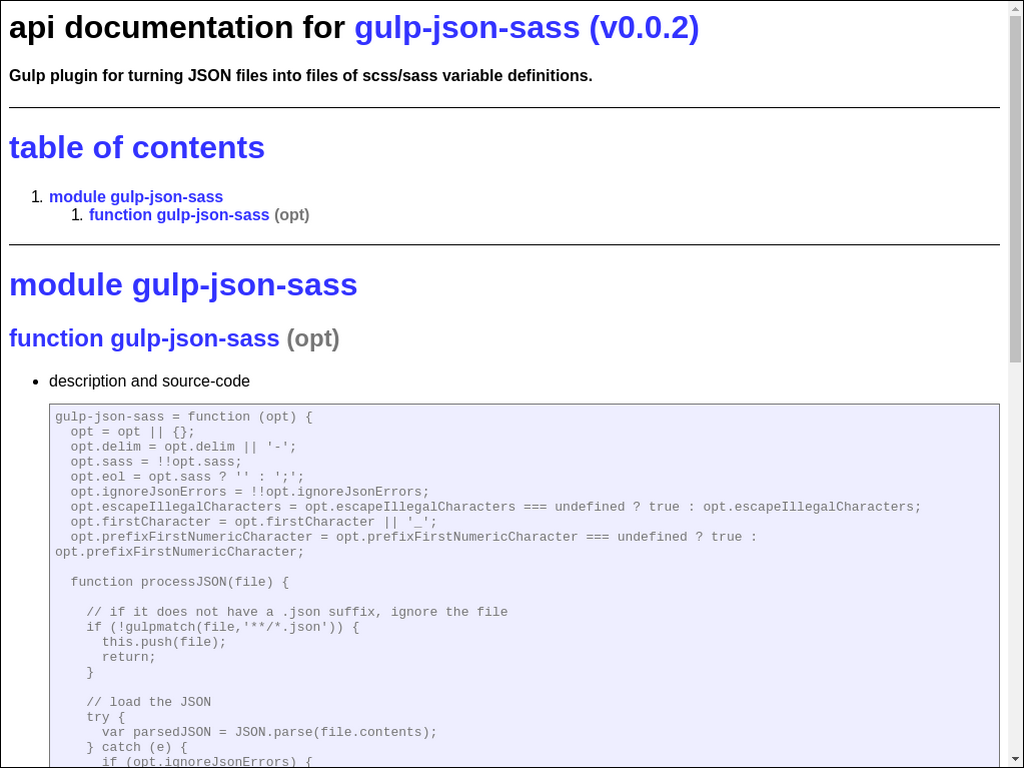 api documentation for gulp-json-sass (v0.0.2)
Gulp plugin for turning JSON files into files of scss/sass variable definitions.
table of contents
1. module gulp-json-sass
1. function gulp-json-sass (opt)
module gulp-json-sass
function gulp-json-sass (opt)
• description and source-code
gulp-json-sass = function (opt) {
  opt = opt || {};
  opt.delim = opt.delim || '-';
  opt.sass = !!opt.sass;
  opt.eol = opt.sass ? '' : ';';
  opt.ignoreJsonErrors = !!opt.ignoreJsonErrors;
  opt.escapeIllegalCharacters = opt.escapeIllegalCharacters === undefined ? true : opt.escapeIllegalCharacters;
  opt.firstCharacter = opt.firstCharacter || '_';
  opt.prefixFirstNumericCharacter = opt.prefixFirstNumericCharacter === undefined ? true :
opt.prefixFirstNumericCharacter;
  function processJSON(file) {
    // if it does not have a .json suffix, ignore the file
    if (!gulpmatch(file,'**/*.json')) {
      this.push(file);
      return;
    }
    // load the JSON
    try {
      var parsedJSON = JSON.parse(file.contents);
    } catch (e) {
      if (opt.ignoreJsonErrors) {